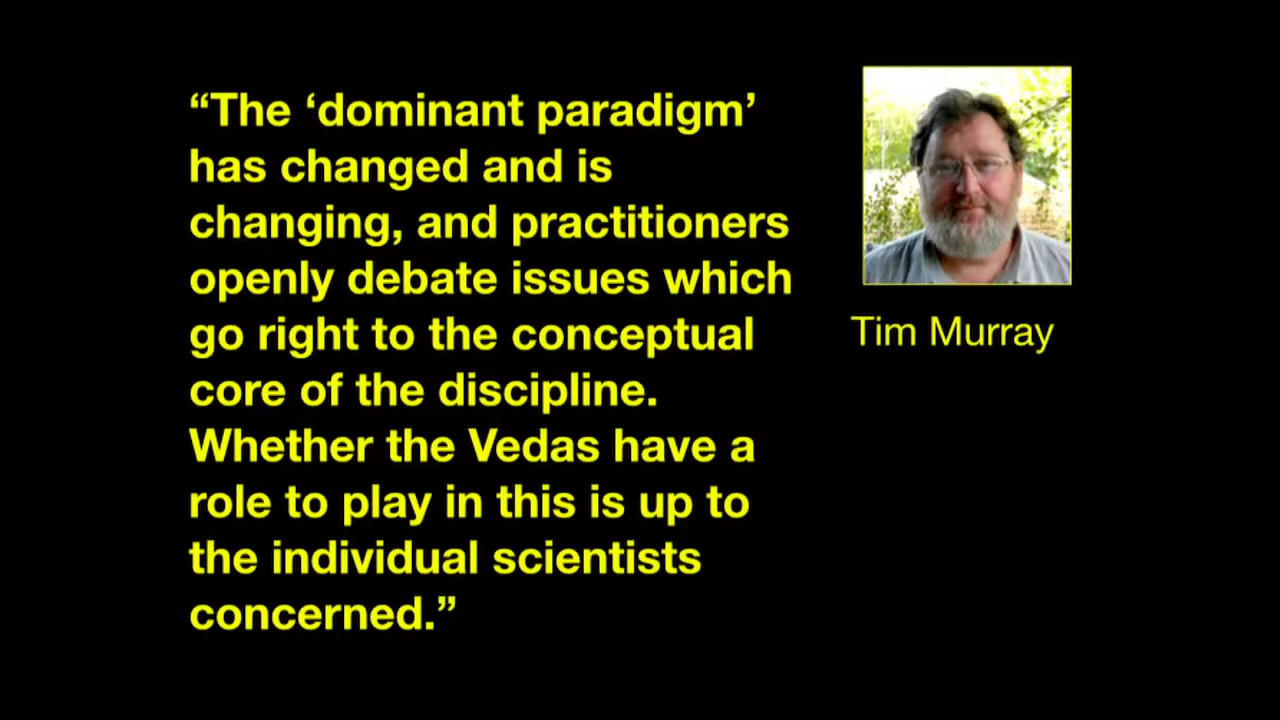 “The ‘dominant paradigm’
has changed and is
changing, and practitioners
openly debate issues which
go right to the conceptual
core of the discipline.
Whether the Vedas have a
role to play in this is up to
the individual scientists
concerned.”
Tim Murray